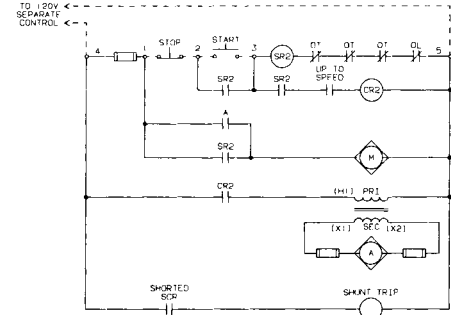 TO 120V
SEPARATE
CONTROL
4 1 STOP 2 START 3 SR2 OT OT OT OL 5
SR2 SR2 UP TO SPEED CR2
A
SR2 M
CR2 (H1) PRI
(X1) SEC (X2)
A
SHORTED
SCR
SHUNT TRIP